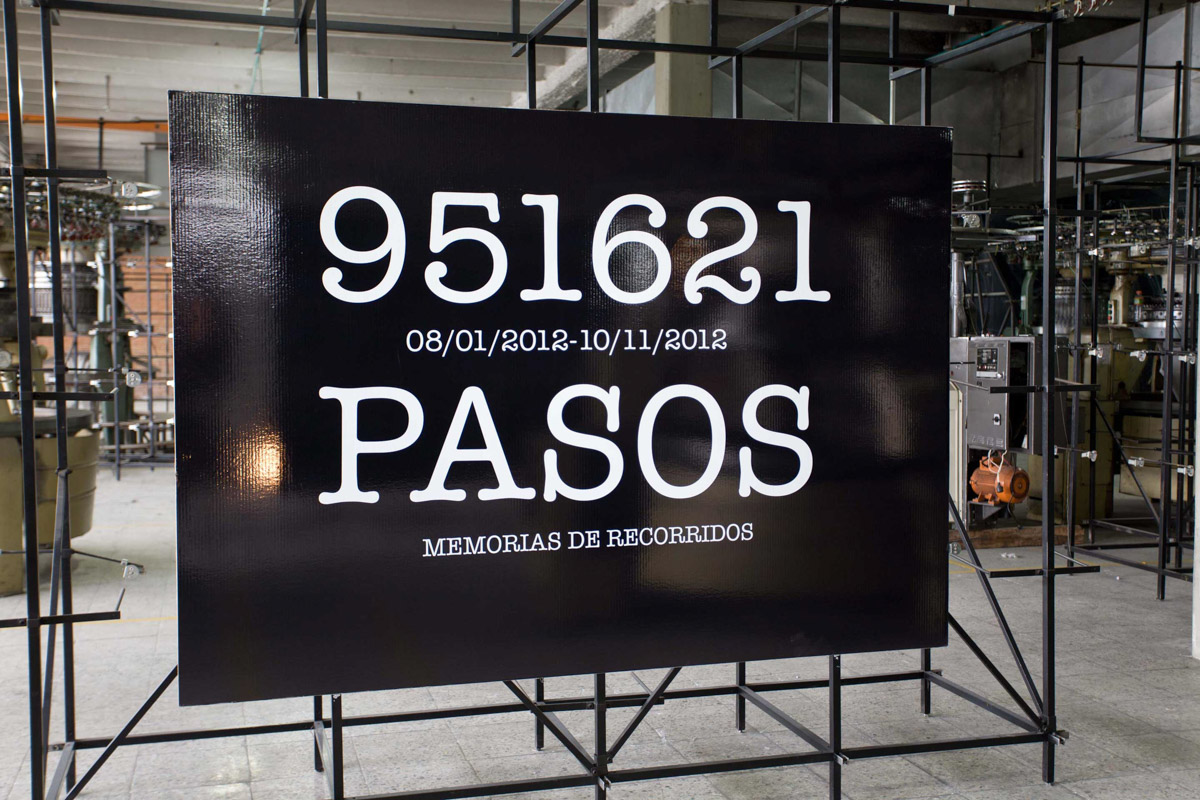 951621
08/01/2012-10/11/2012
PASOS
MEMORIAS DE RECORRIDOS